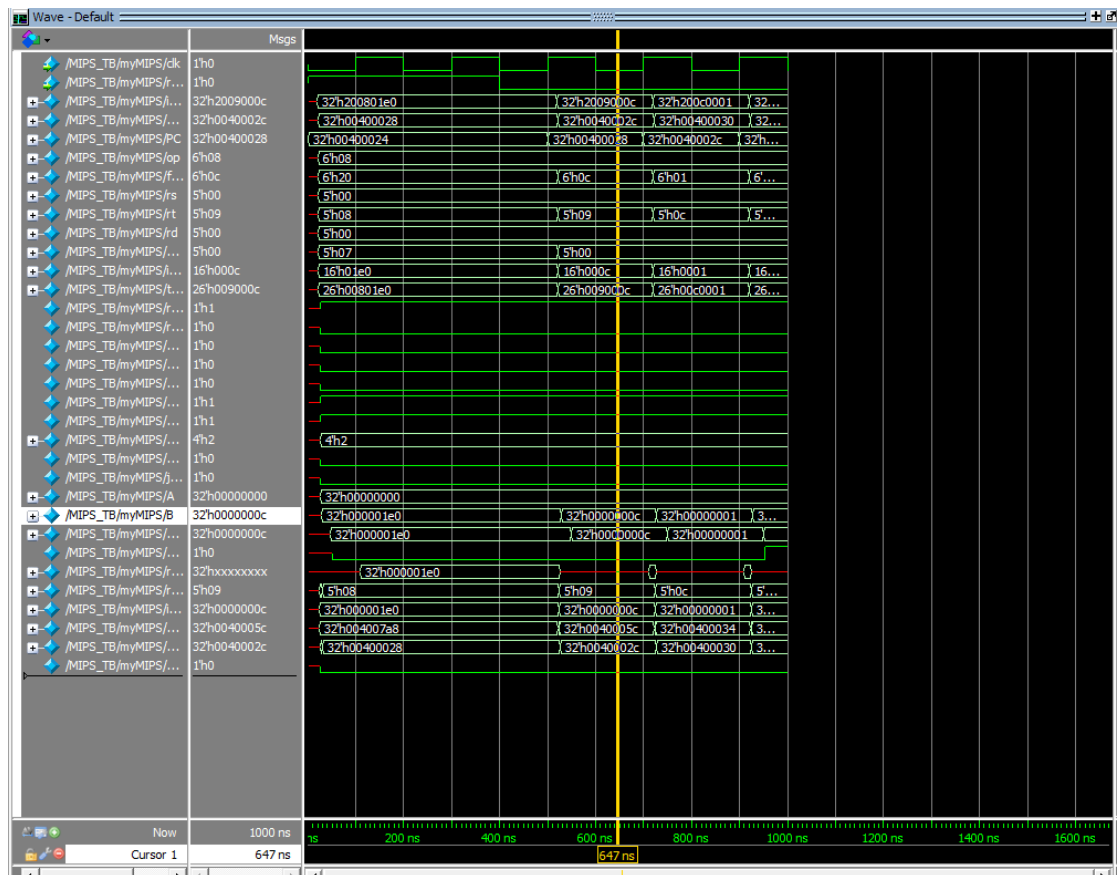 Wave - Default
Msgs
/MIPS_TB/myMIPS/clk 1'h0
/MIPS_TB/myMIPS/r... 1'h0
/MIPS_TB/myMIPS/i... 32'h2009000c 32'h200801e0 32'h2009000c 32'h200c0001 32...
/MIPS_TB/myMIPS/... 32'h0040002c 32'h00400028 32'h0040002c 32'h00400030 32...
/MIPS_TB/myMIPS/PC 32'h00400028 32'h00400024 32'h00400028 32'h0040002c 32'h...
/MIPS_TB/myMIPS/op 6'h08 6'h08
/MIPS_TB/myMIPS/f... 6'h0c 6'h20 6'h0c 6'h01 6'...
/MIPS_TB/myMIPS/rs 5'h00 5'h00
/MIPS_TB/myMIPS/rt 5'h09 5'h08 5'h09 5'h0c 5'...
/MIPS_TB/myMIPS/rd 5'h00 5'h00
/MIPS_TB/myMIPS/... 5'h00 5'h07 5'h00
/MIPS_TB/myMIPS/i... 16'h000c 16'h01e0 16'h000c 16'h0001 16...
/MIPS_TB/myMIPS/t... 26'h009000c 26'h00801e0 26'h009000c 26'h00c0001 26...
/MIPS_TB/myMIPS/r... 1'h1
/MIPS_TB/myMIPS/r... 1'h0
/MIPS_TB/myMIPS/... 1'h0
/MIPS_TB/myMIPS/... 1'h0
/MIPS_TB/myMIPS/... 1'h0
/MIPS_TB/myMIPS/... 1'h1
/MIPS_TB/myMIPS/... 1'h1
/MIPS_TB/myMIPS/... 4'h2 4'h2
/MIPS_TB/myMIPS/... 1'h0
/MIPS_TB/myMIPS/j... 1'h0
/MIPS_TB/myMIPS/A 32'h00000000 32'h00000000
/MIPS_TB/myMIPS/B 32'h0000000c 32'h000001e0 32'h0000000c 32'h00000001 3...
/MIPS_TB/myMIPS/... 32'h0000000c 32'h000001e0 32'h0000000c 32'h00000001
/MIPS_TB/myMIPS/... 1'h0
/MIPS_TB/myMIPS/r... 32'hxxxxxxxx 32'h000001e0
/MIPS_TB/myMIPS/r... 5'h09 5'h08 5'h09 5'h0c 5'...
/MIPS_TB/myMIPS/i... 32'h0000000c 32'h000001e0 32'h0000000c 32'h00000001 3...
/MIPS_TB/myMIPS/... 32'h0040005c 32'h004007a8 32'h0040005c 32'h00400034 3...
/MIPS_TB/myMIPS/... 32'h0040002c 32'h00400028 32'h0040002c 32'h00400030 3...
/MIPS_TB/myMIPS/... 1'h0
Now 1000 ns ns 200 ns 400 ns 600 ns 800 ns 1000 ns 1200 ns 1400 ns 1600 ns
Cursor 1 647 ns 647 ns